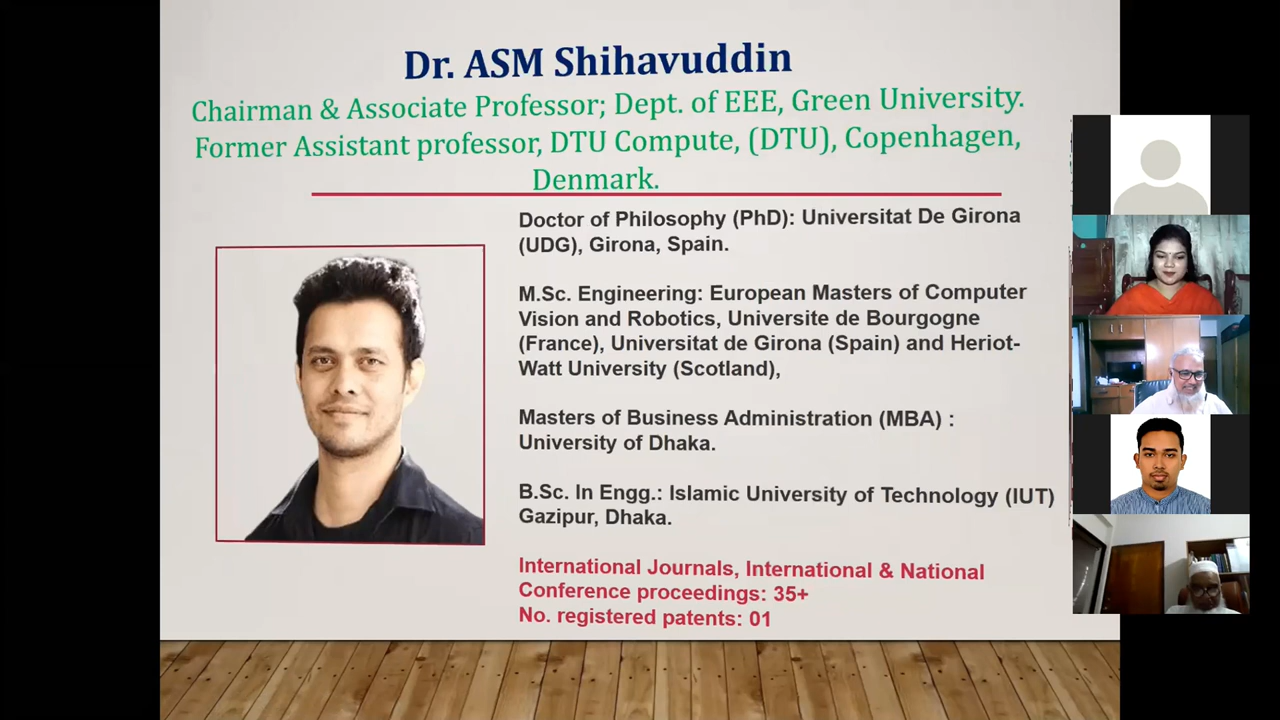 Dr. ASM Shihavuddin
Chairman & Associate Professor; Dept. of EEE, Green University.
Former Assistant professor, DTU Compute, (DTU), Copenhagen,
Denmark.
Doctor of Philosophy (PhD): Universitat De Girona
(UDG), Girona, Spain.
M.Sc. Engineering: European Masters of Computer
Vision and Robotics, Universite de Bourgogne
(France), Universitat de Girona (Spain) and Heriot-
Watt University (Scotland),
Masters of Business Administration (MBA) :
University of Dhaka.
B.Sc. In Engg.: Islamic University of Technology (IUT)
Gazipur, Dhaka.
International Journals, International & National
Conference proceedings: 35+
No. registered patents: 01